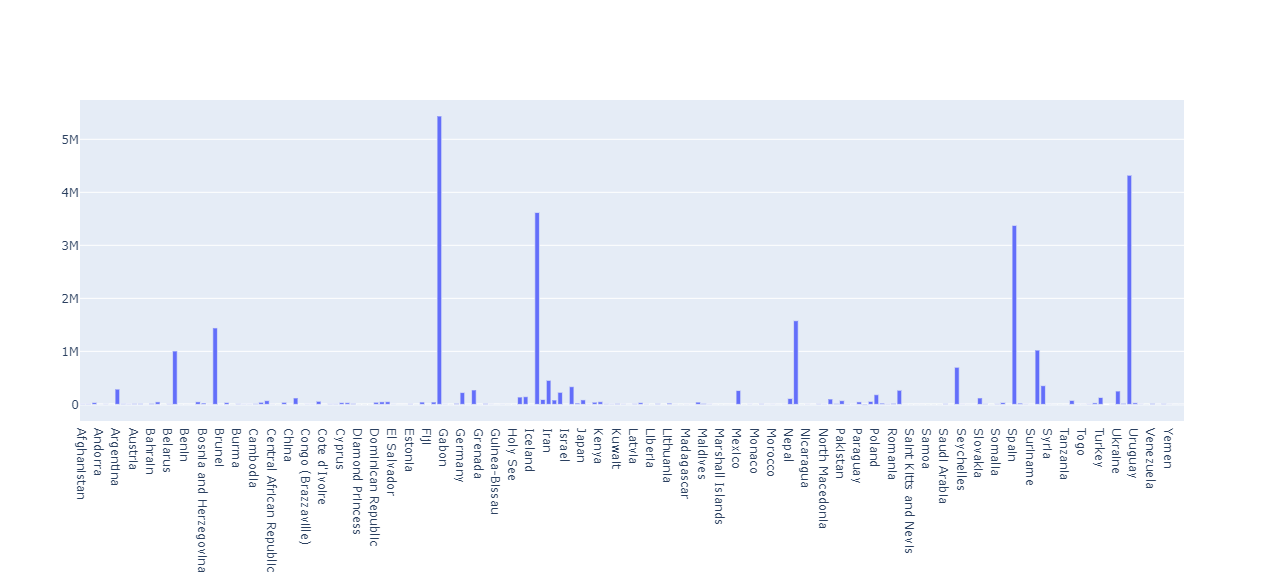 5M
4M
3M
2M
1M
0
Afghanistan
Andorra
Argentina
Austria
Bahrain
Belarus
Benin
Bosnia and Herzegovina
Brunei
Burma
Cambodia
Central African Republic
China
Congo (Brazzaville)
Cote d'Ivoire
Cyprus
Diamond Princess
Dominican Republic
El Salvador
Estonia
Fiji
Gabon
Germany
Grenada
Guinea-Bissau
Holy See
Iceland
Iran
Israel
Japan
Kenya
Kuwait
Latvia
Liberia
Lithuania
Madagascar
Maldives
Marshall Islands
Mexico
Monaco
Morocco
Nepal
Nicaragua
North Macedonia
Pakistan
Paraguay
Poland
Romania
Saint Kitts and Nevis
Samoa
Saudi Arabia
Seychelles
Slovakia
Somalia
Spain
Suriname
Syria
Tanzania
Togo
Turkey
Ukraine
Uruguay
Venezuela
Yemen